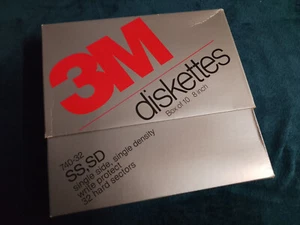 3M
diskettes
Box of 10 8 inch
740-32
SS,SD
single side, single density
write protect
32 hard sectors